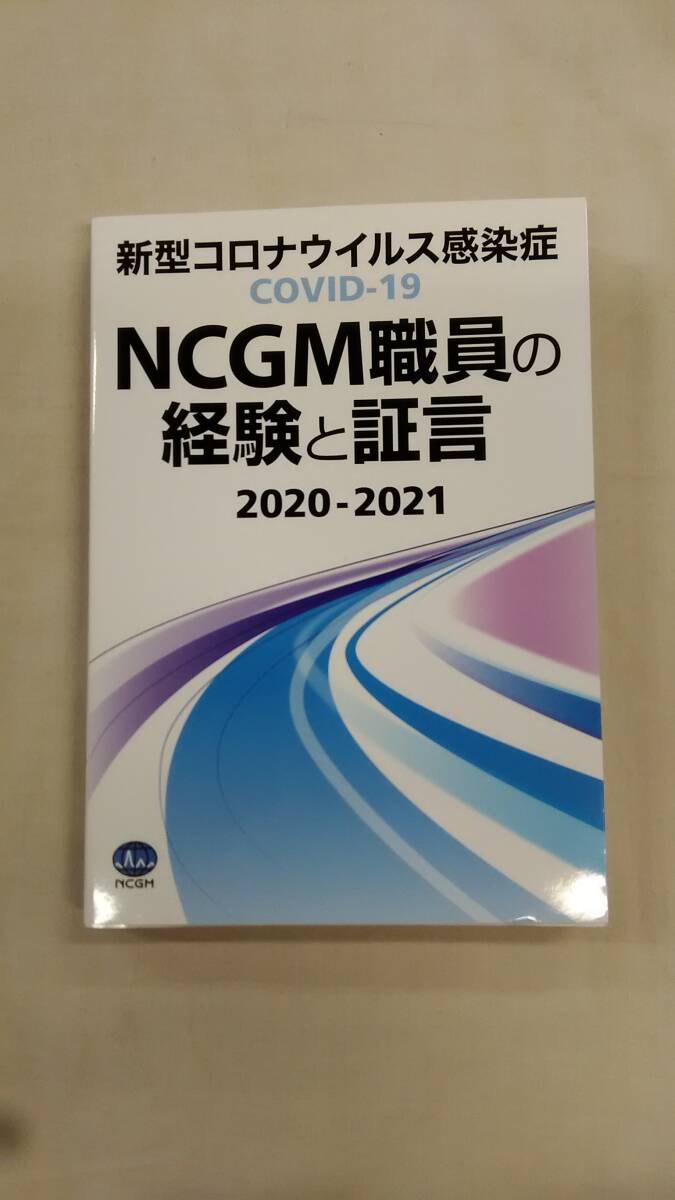 新型コロナウイルス感染症
COVID-19
NCGM職員の
経験と証言
2020-2021
NCGM